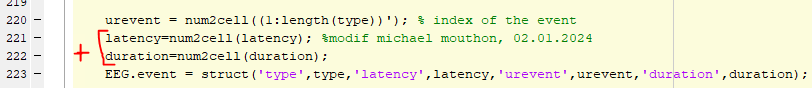 219
220 – urevent = num2cell((1:length(type))'); % index of the event
221 – latency=num2cell(latency); %modif michael mouthon, 02.01.2024
222 – duration=num2cell(duration);
+
223 – EEG.event = struct('type',type,'latency',latency,'urevent',urevent,'duration',duration);